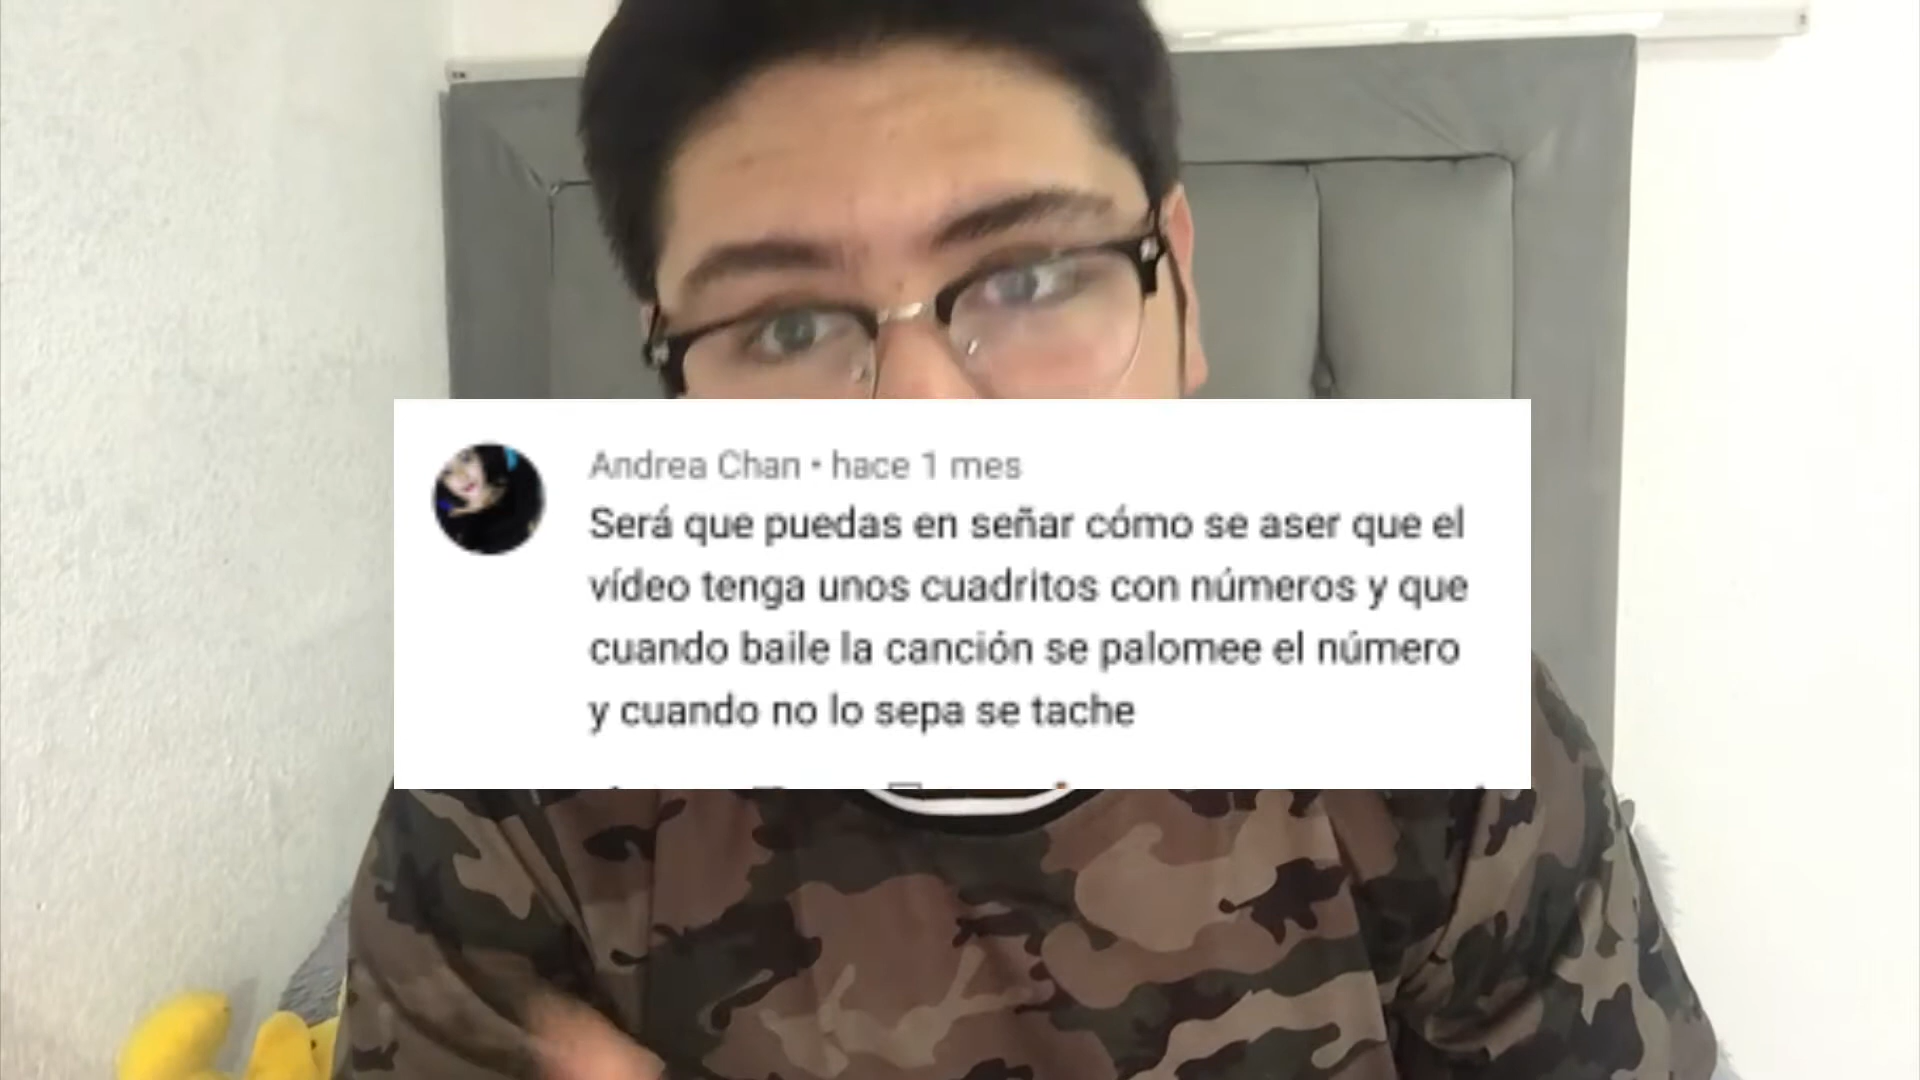 Andrea Chan • hace 1 mes
Será que puedas en señar cómo se aser que el
vídeo tenga unos cuadritos con números y que
cuando baile la canción se palomee el número
y cuando no lo sepa se tache